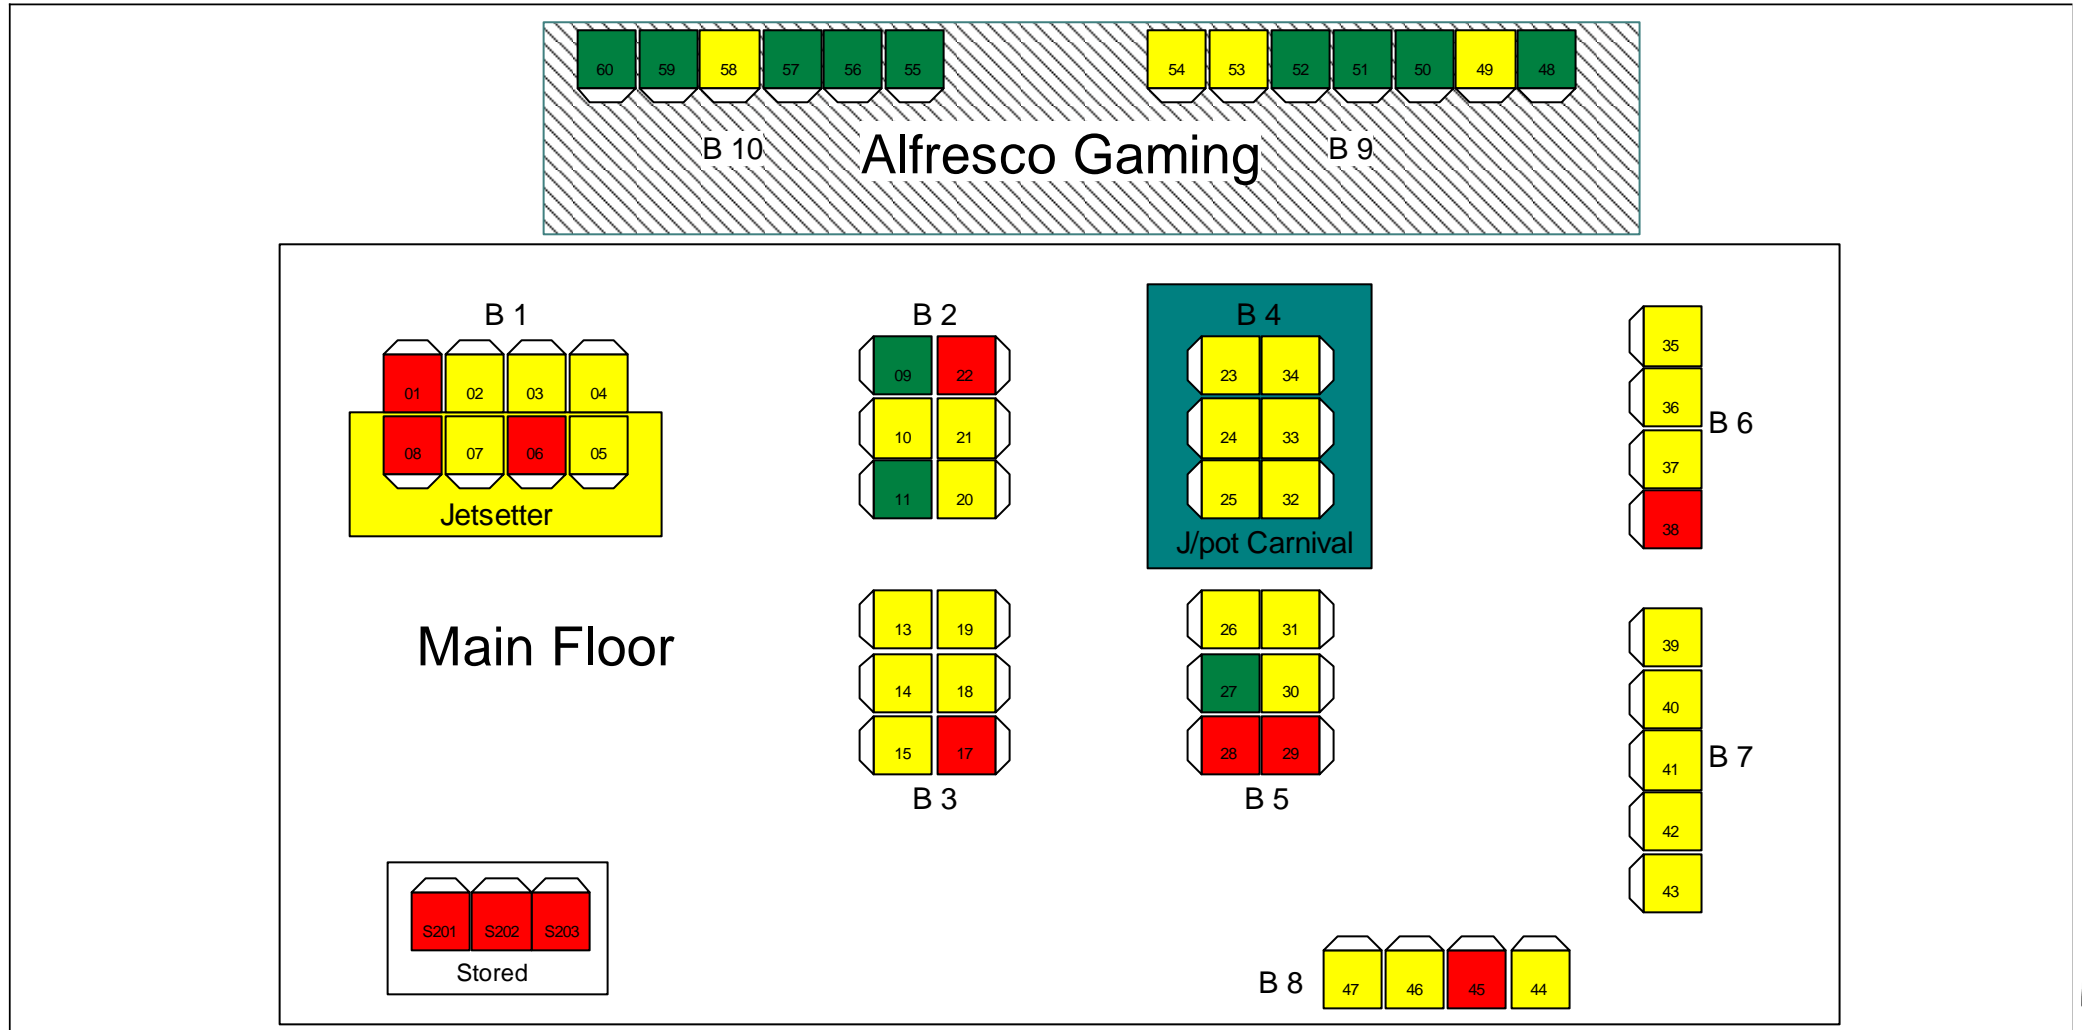 60 59 58 57 56 55 54 53 52 51 50 49 48
B 10 Alfresco Gaming B 9
B 1 B 2 B 4
01 02 03 04
08 07 06 05
Jetsetter
09 22
10 21
11 20
23 34
24 33
25 32
J/pot Carnival
35
36
37
38
B 6
Main Floor
13 19
14 18
15 17
B 3
26 31
27 30
28 29
B 5
39
40
41
42
43
B 7
S201 S202 S203
Stored
B 8 47 46 45 44